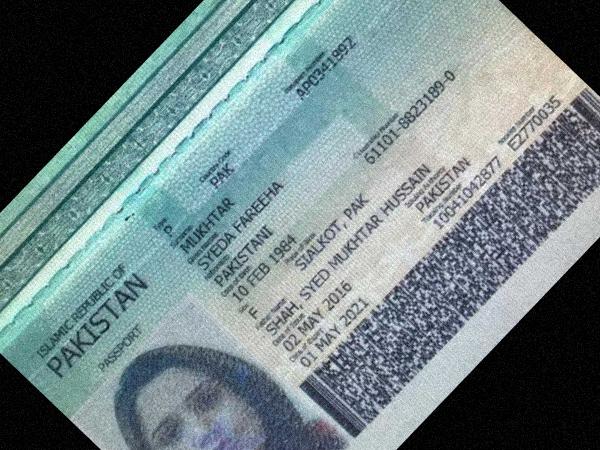 ISLAMIC REPUBLIC OF
PAKISTAN
PASSPORT
P
PAK
AP0341992
MUKHTAR
SYEDA FAREEHA
PAKISTANI
61101-8823189-0
10 FEB 1984
F
SIALKOT, PAK
SHAH
SYED MUKHTAR HUSSAIN
02 MAY 2016
PAKISTAN
01 MAY 2021
10041042877
E2770035